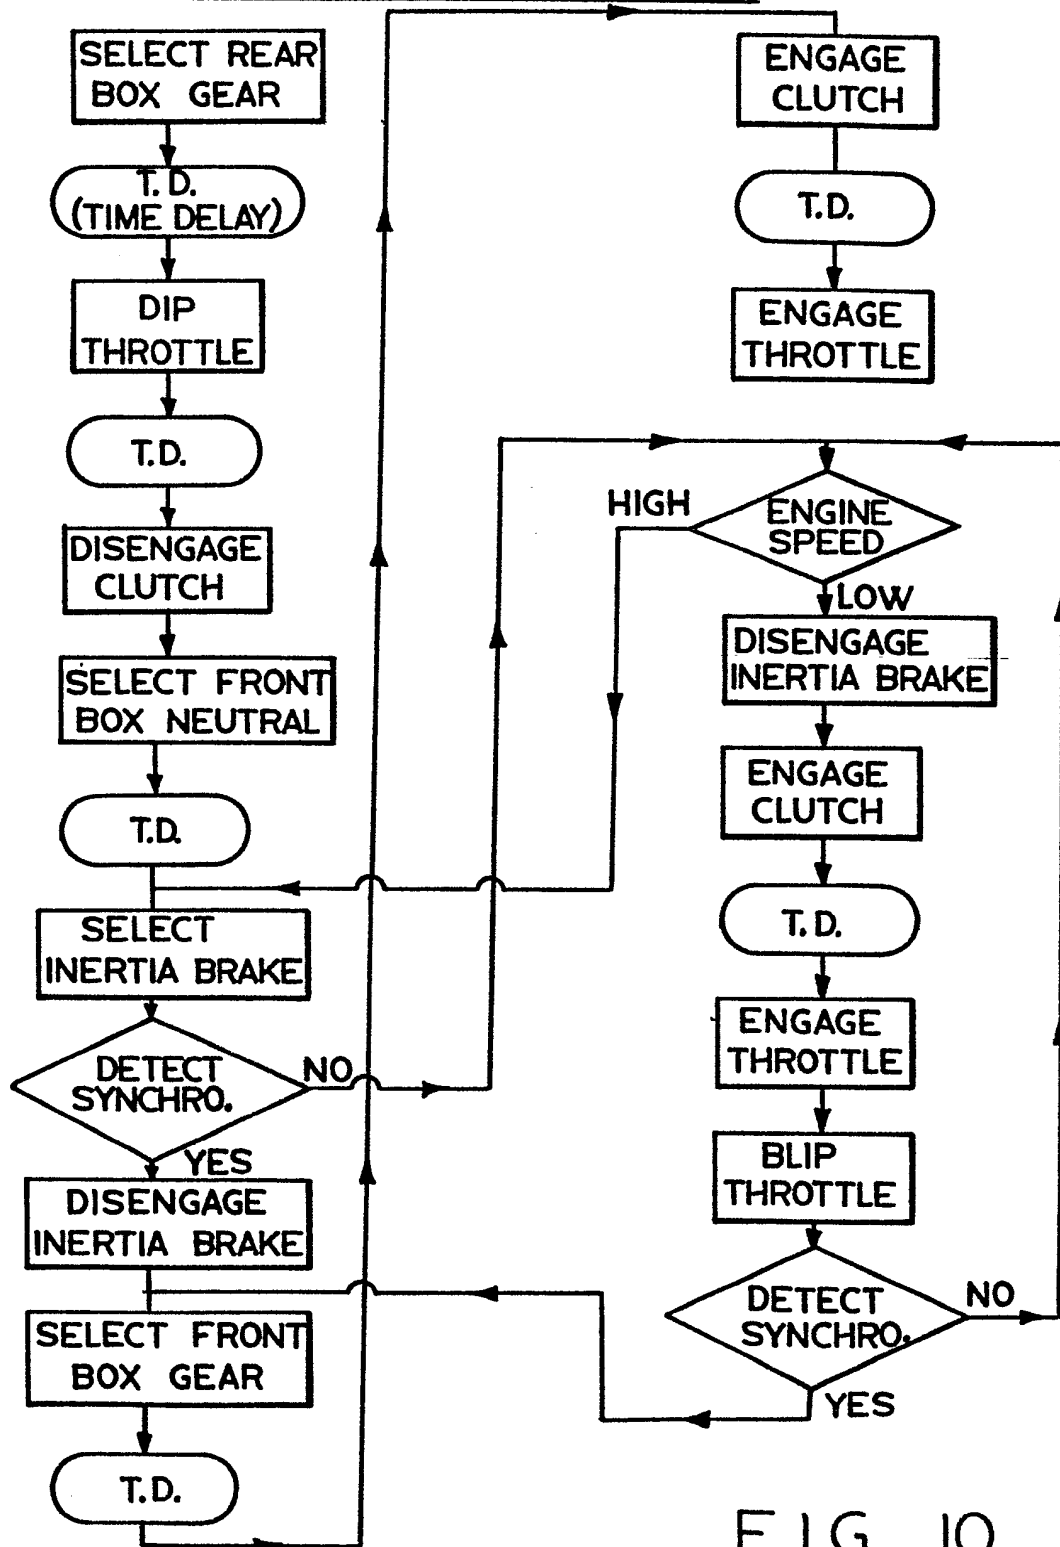 SELECT REAR
BOX GEAR
T.D.
(TIME DELAY)
DIP
THROTTLE
T.D.
DISENGAGE
CLUTCH
SELECT FRONT
BOX NEUTRAL
T.D.
SELECT
INERTIA BRAKE
DETECT
SYNCHRO.
NO
YES
DISENGAGE
INERTIA BRAKE
SELECT FRONT
BOX GEAR
T.D.
ENGAGE
CLUTCH
T.D.
ENGAGE
THROTTLE
HIGH
ENGINE
SPEED
LOW
DISENGAGE
INERTIA BRAKE
ENGAGE
CLUTCH
T.D.
ENGAGE
THROTTLE
BLIP
THROTTLE
DETECT
SYNCHRO.
NO
YES
FIG. 10